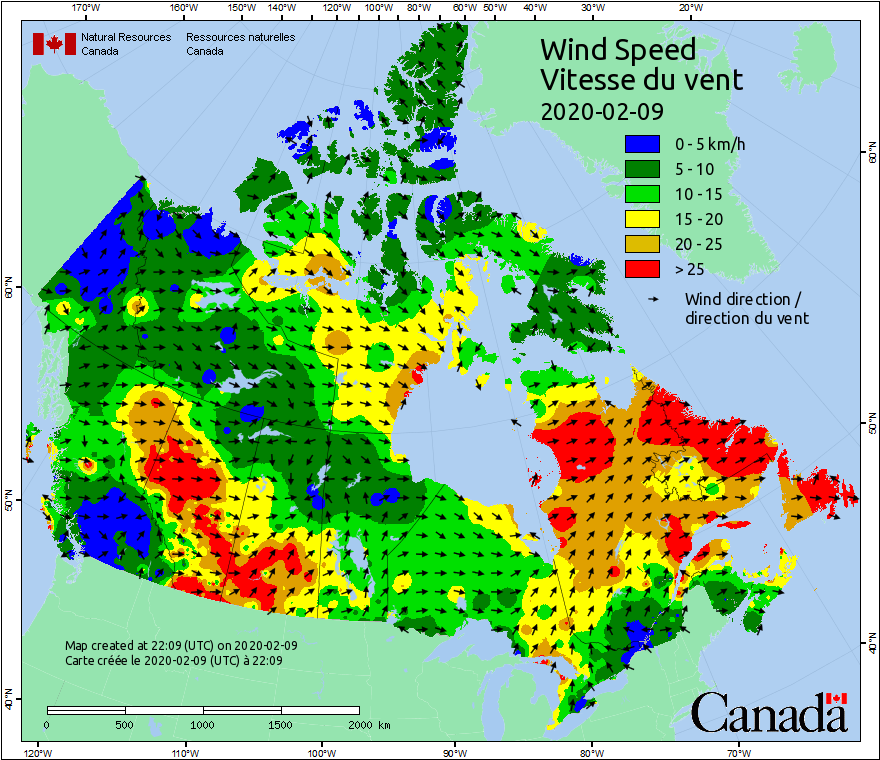 170°W 160°W 150°W 140°W 130°W 120°W 110°W 100°W 90°W 80°W 70°W 60°W 50°W 40°W 30°W 20°W
Natural Resources Ressources naturelles
Canada Canada
Wind Speed
Vitesse du vent
2020-02-09
0 - 5 km/h
5 - 10
10 - 15
15 - 20
20 - 25
> 25
Wind direction /
direction du vent
60°N
60°N
50°N
50°N
40°N
40°N
Map created at 22:09 (UTC) on 2020-02-09
Carte créée le 2020-02-09 (UTC) à 22:09
0 500 1000 1500 2000 km
Canada
120°W 110°W 100°W 90°W 80°W 70°W